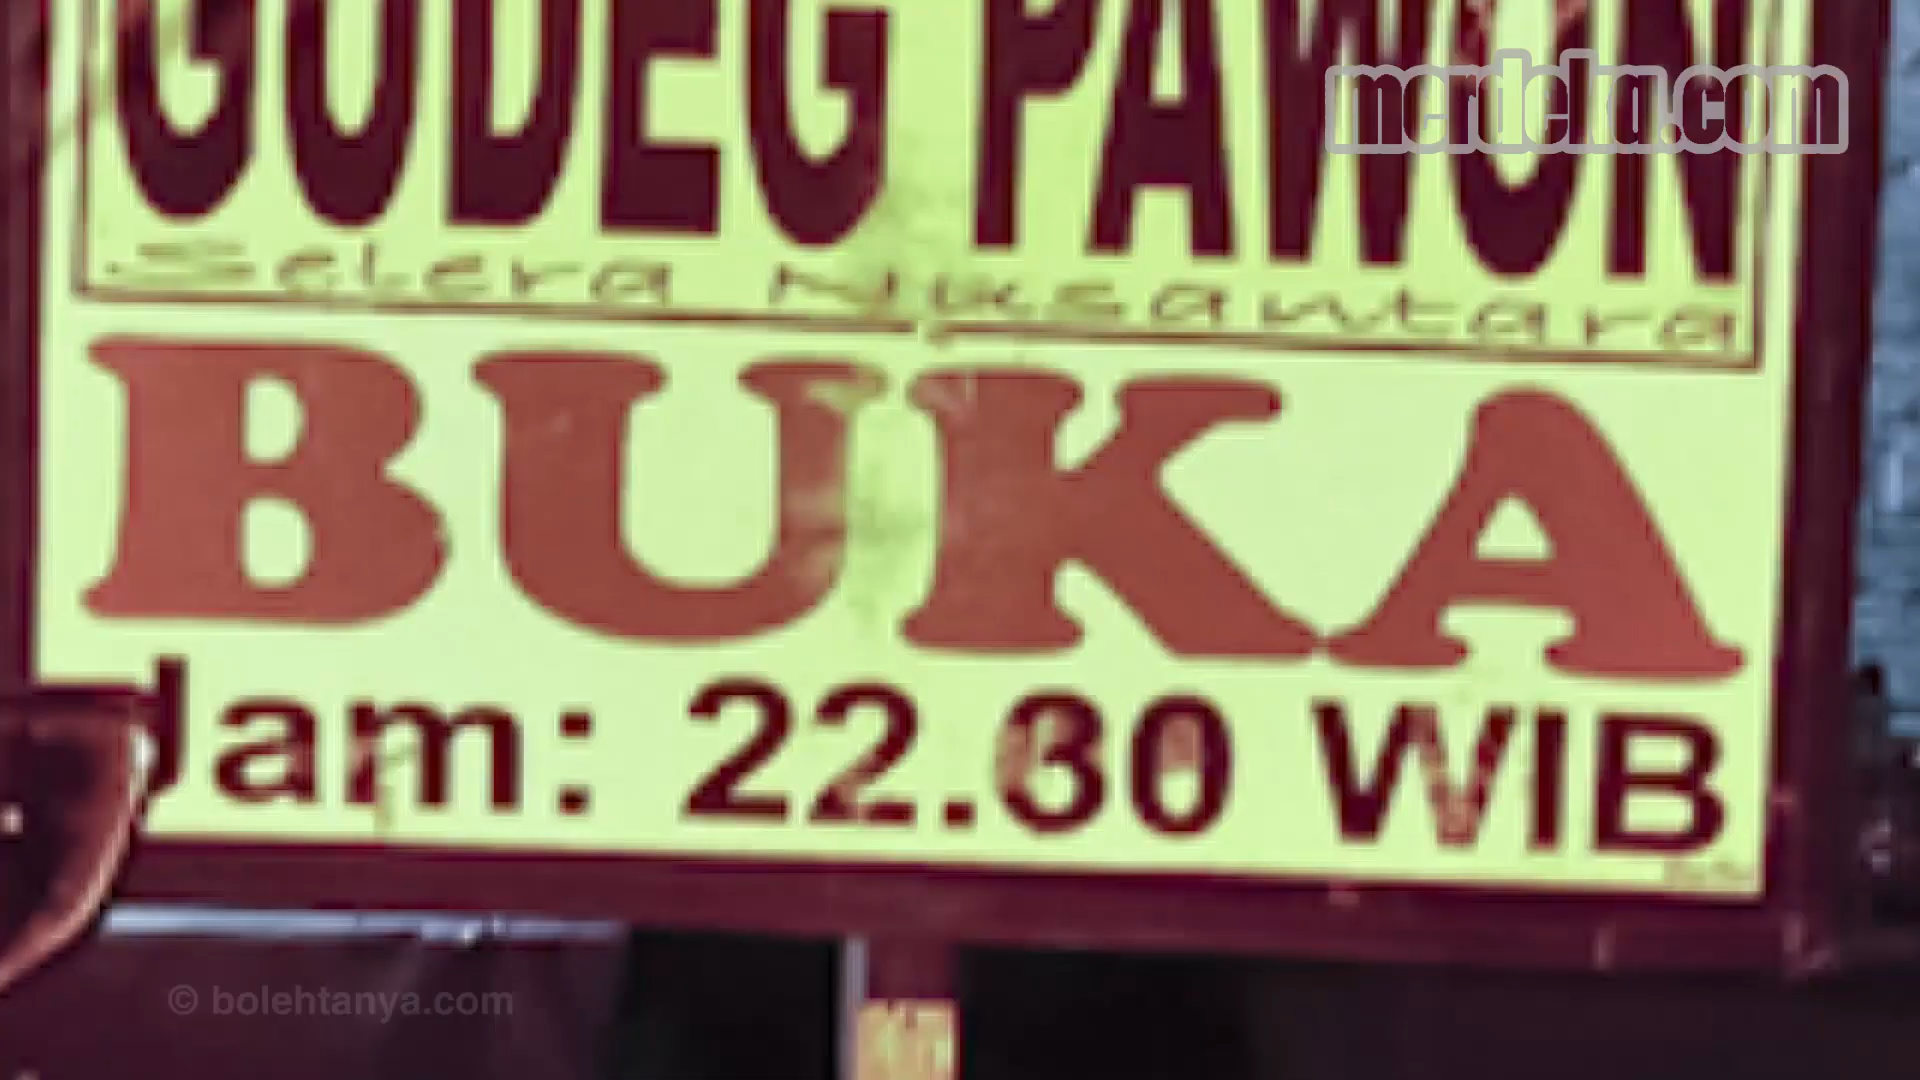 GUDEG PAWON
merdeka.com
Selera Nusantara
BUKA
Jam: 22.30 WIB
© bolehtanya.com